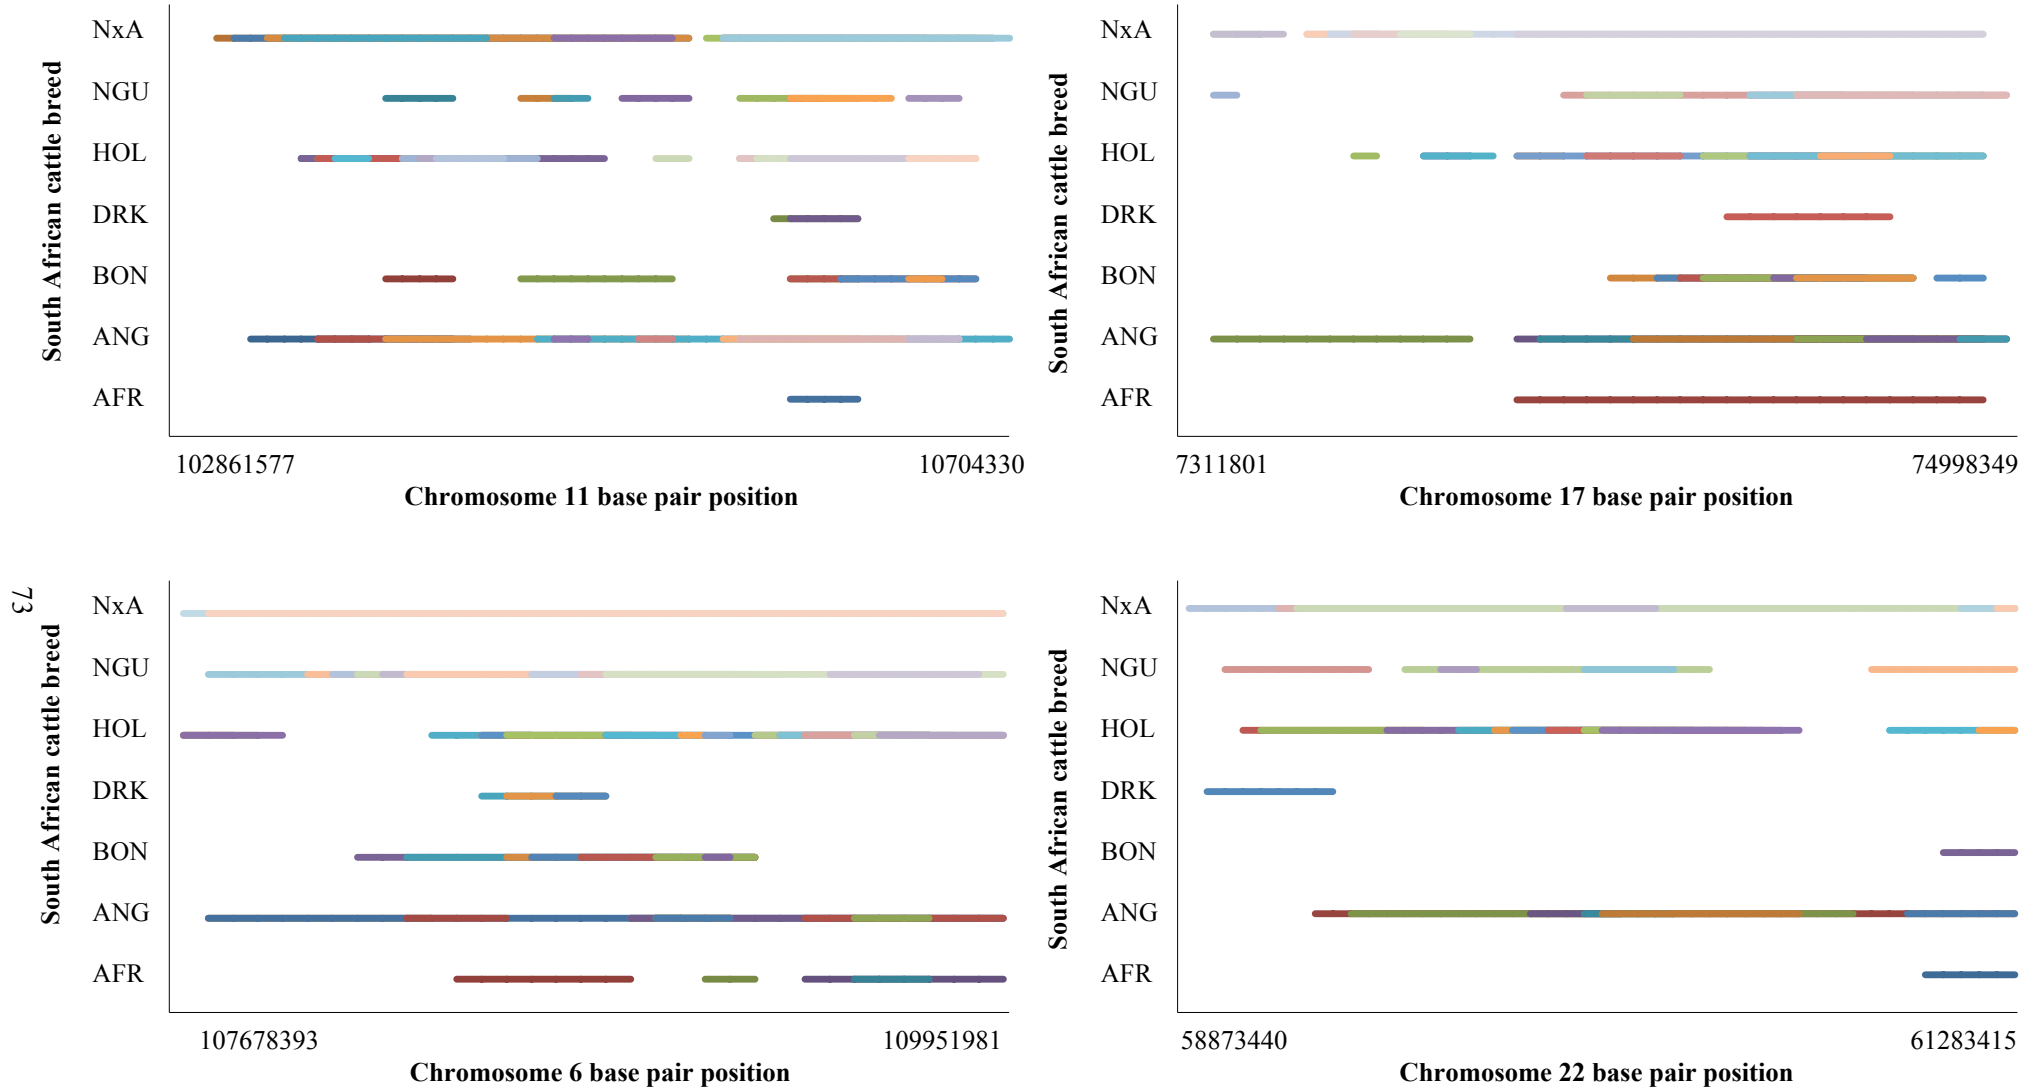 South African cattle breed
NxA
NGU
HOL
DRK
BON
ANG
AFR
102861577
10704330
Chromosome 11 base pair position
South African cattle breed
NxA
NGU
HOL
DRK
BON
ANG
AFR
7311801
74998349
Chromosome 17 base pair position
73
South African cattle breed
NxA
NGU
HOL
DRK
BON
ANG
AFR
107678393
109951981
Chromosome 6 base pair position
South African cattle breed
NxA
NGU
HOL
DRK
BON
ANG
AFR
58873440
61283415
Chromosome 22 base pair position